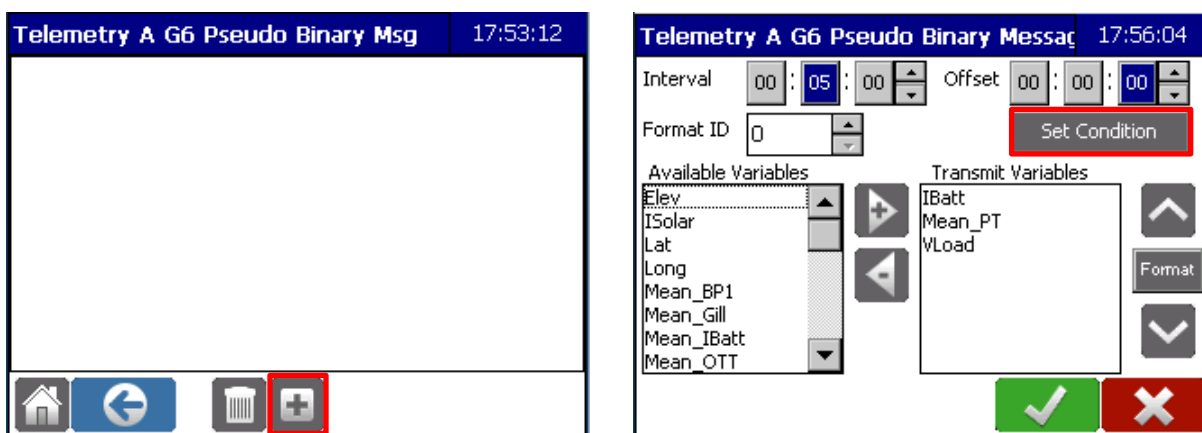 Telemetry A G6 Pseudo Binary Msg 17:53:12
Telemetry A G6 Pseudo Binary Messag 17:56:04
Interval 00 : 05 : 00 Offset 00 : 00 : 00
Format ID 0 Set Condition
Available Variables Transmit Variables
Elev IBatt
ISolar Mean_PT
Lat VLoad
Long Format
Mean_BP1
Mean_Gill
Mean_IBatt
Mean_OTT